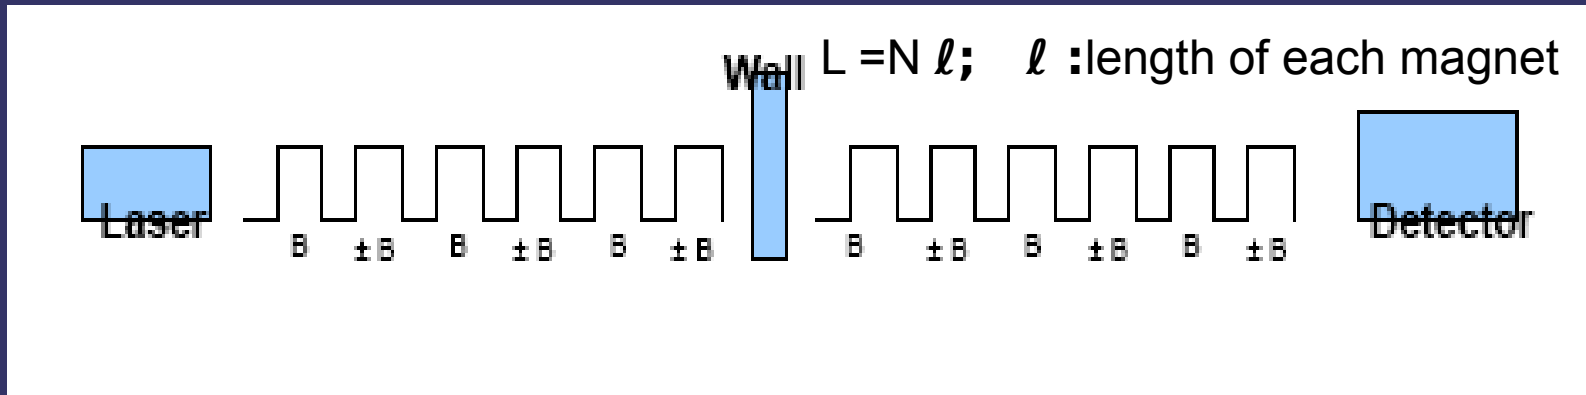 Wall L =N ℓ; ℓ :length of each magnet
Laser
Detector
B ±B B ±B B ±B B ±B B ±B B ±B